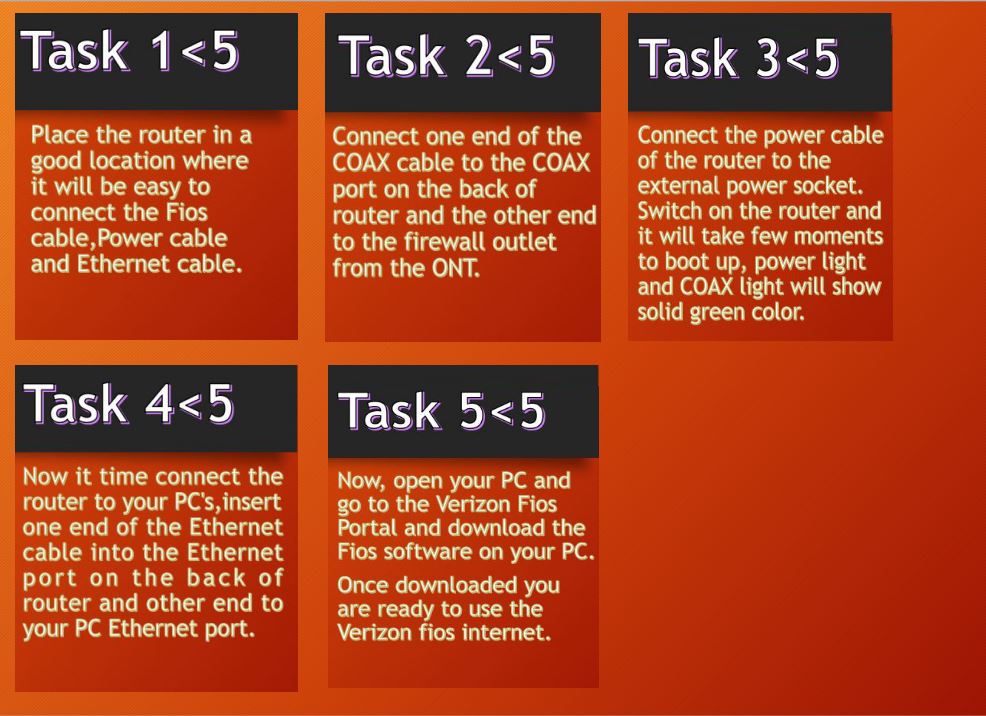 Task 1<5
Place the router in a
good location where
it will be easy to
connect the Fios
cable,Power cable
and Ethernet cable.
Task 2<5
Connect one end of the
COAX cable to the COAX
port on the back of
router and the other end
to the firewall outlet
from the ONT.
Task 3<5
Connect the power cable
of the router to the
external power socket.
Switch on the router and
it will take few moments
to boot up, power light
and COAX light will show
solid green color.
Task 4<5
Now it time connect the
router to your PC's,insert
one end of the Ethernet
cable into the Ethernet
port on the back of
router and other end to
your PC Ethernet port.
Task 5<5
Now, open your PC and
go to the Verizon Fios
Portal and download the
Fios software on your PC.
Once downloaded you
are ready to use the
Verizon fios internet.